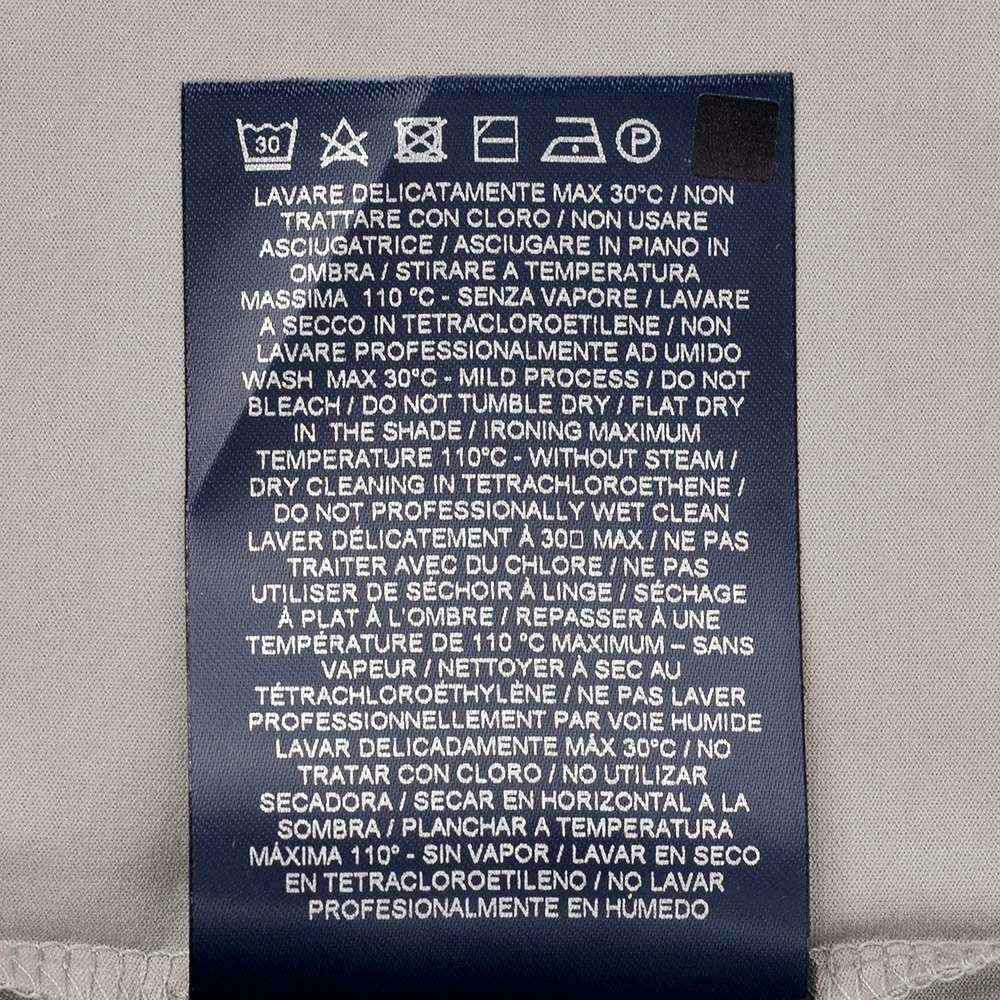 30 P
LAVARE DELICATAMENTE MAX 30°C / NON
TRATTARE CON CLORO / NON USARE
ASCIUGATRICE / ASCIUGARE IN PIANO IN
OMBRA / STIRARE A TEMPERATURA
MASSIMA 110 °C - SENZA VAPORE / LAVARE
A SECCO IN TETRACLOROETILENE / NON
LAVARE PROFESSIONALMENTE AD UMIDO
WASH MAX 30°C - MILD PROCESS / DO NOT
BLEACH / DO NOT TUMBLE DRY / FLAT DRY
IN THE SHADE / IRONING MAXIMUM
TEMPERATURE 110°C - WITHOUT STEAM /
DRY CLEANING IN TETRACHLOROETHENE /
DO NOT PROFESSIONALLY WET CLEAN
LAVER DÉLICATEMENT À 30□ MAX / NE PAS
TRAITER AVEC DU CHLORE / NE PAS
UTILISER DE SÉCHOIR À LINGE / SÉCHAGE
À PLAT À L'OMBRE / REPASSER À UNE
TEMPÉRATURE DE 110 °C MAXIMUM – SANS
VAPEUR / NETTOYER À SEC AU
TÉTRACHLOROÉTHYLÈNE / NE PAS LAVER
PROFESSIONNELLEMENT PAR VOIE HUMIDE
LAVAR DELICADAMENTE MÁX 30°C / NO
TRATAR CON CLORO / NO UTILIZAR
SECADORA / SECAR EN HORIZONTAL A LA
SOMBRA / PLANCHAR A TEMPERATURA
MÁXIMA 110° - SIN VAPOR / LAVAR EN SECO
EN TETRACLOROETILENO / NO LAVAR
PROFESIONALMENTE EN HÚMEDO